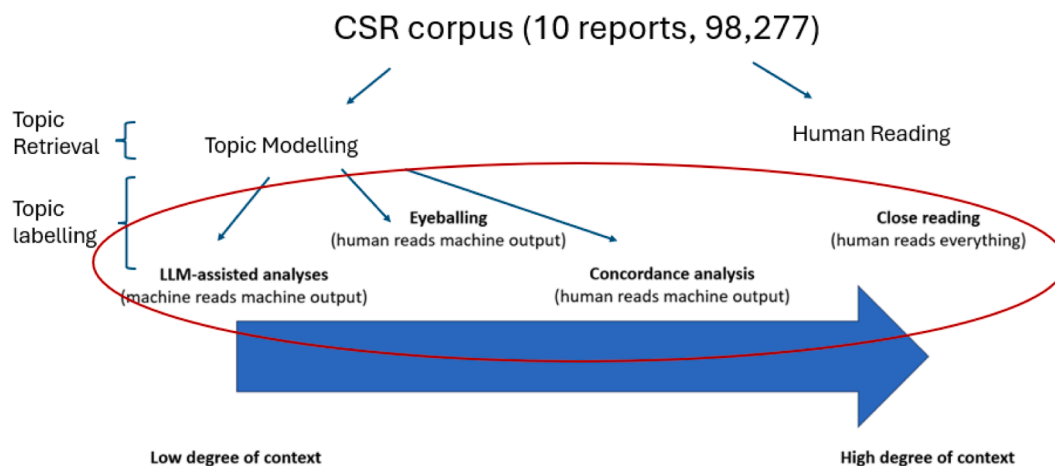 CSR corpus (10 reports, 98,277)
Topic
Retrieval
Topic Modelling
Human Reading
Topic
labelling
Eyeballing
(human reads machine output)
Close reading
(human reads everything)
LLM-assisted analyses
(machine reads machine output)
Concordance analysis
(human reads machine output)
Low degree of context
High degree of context